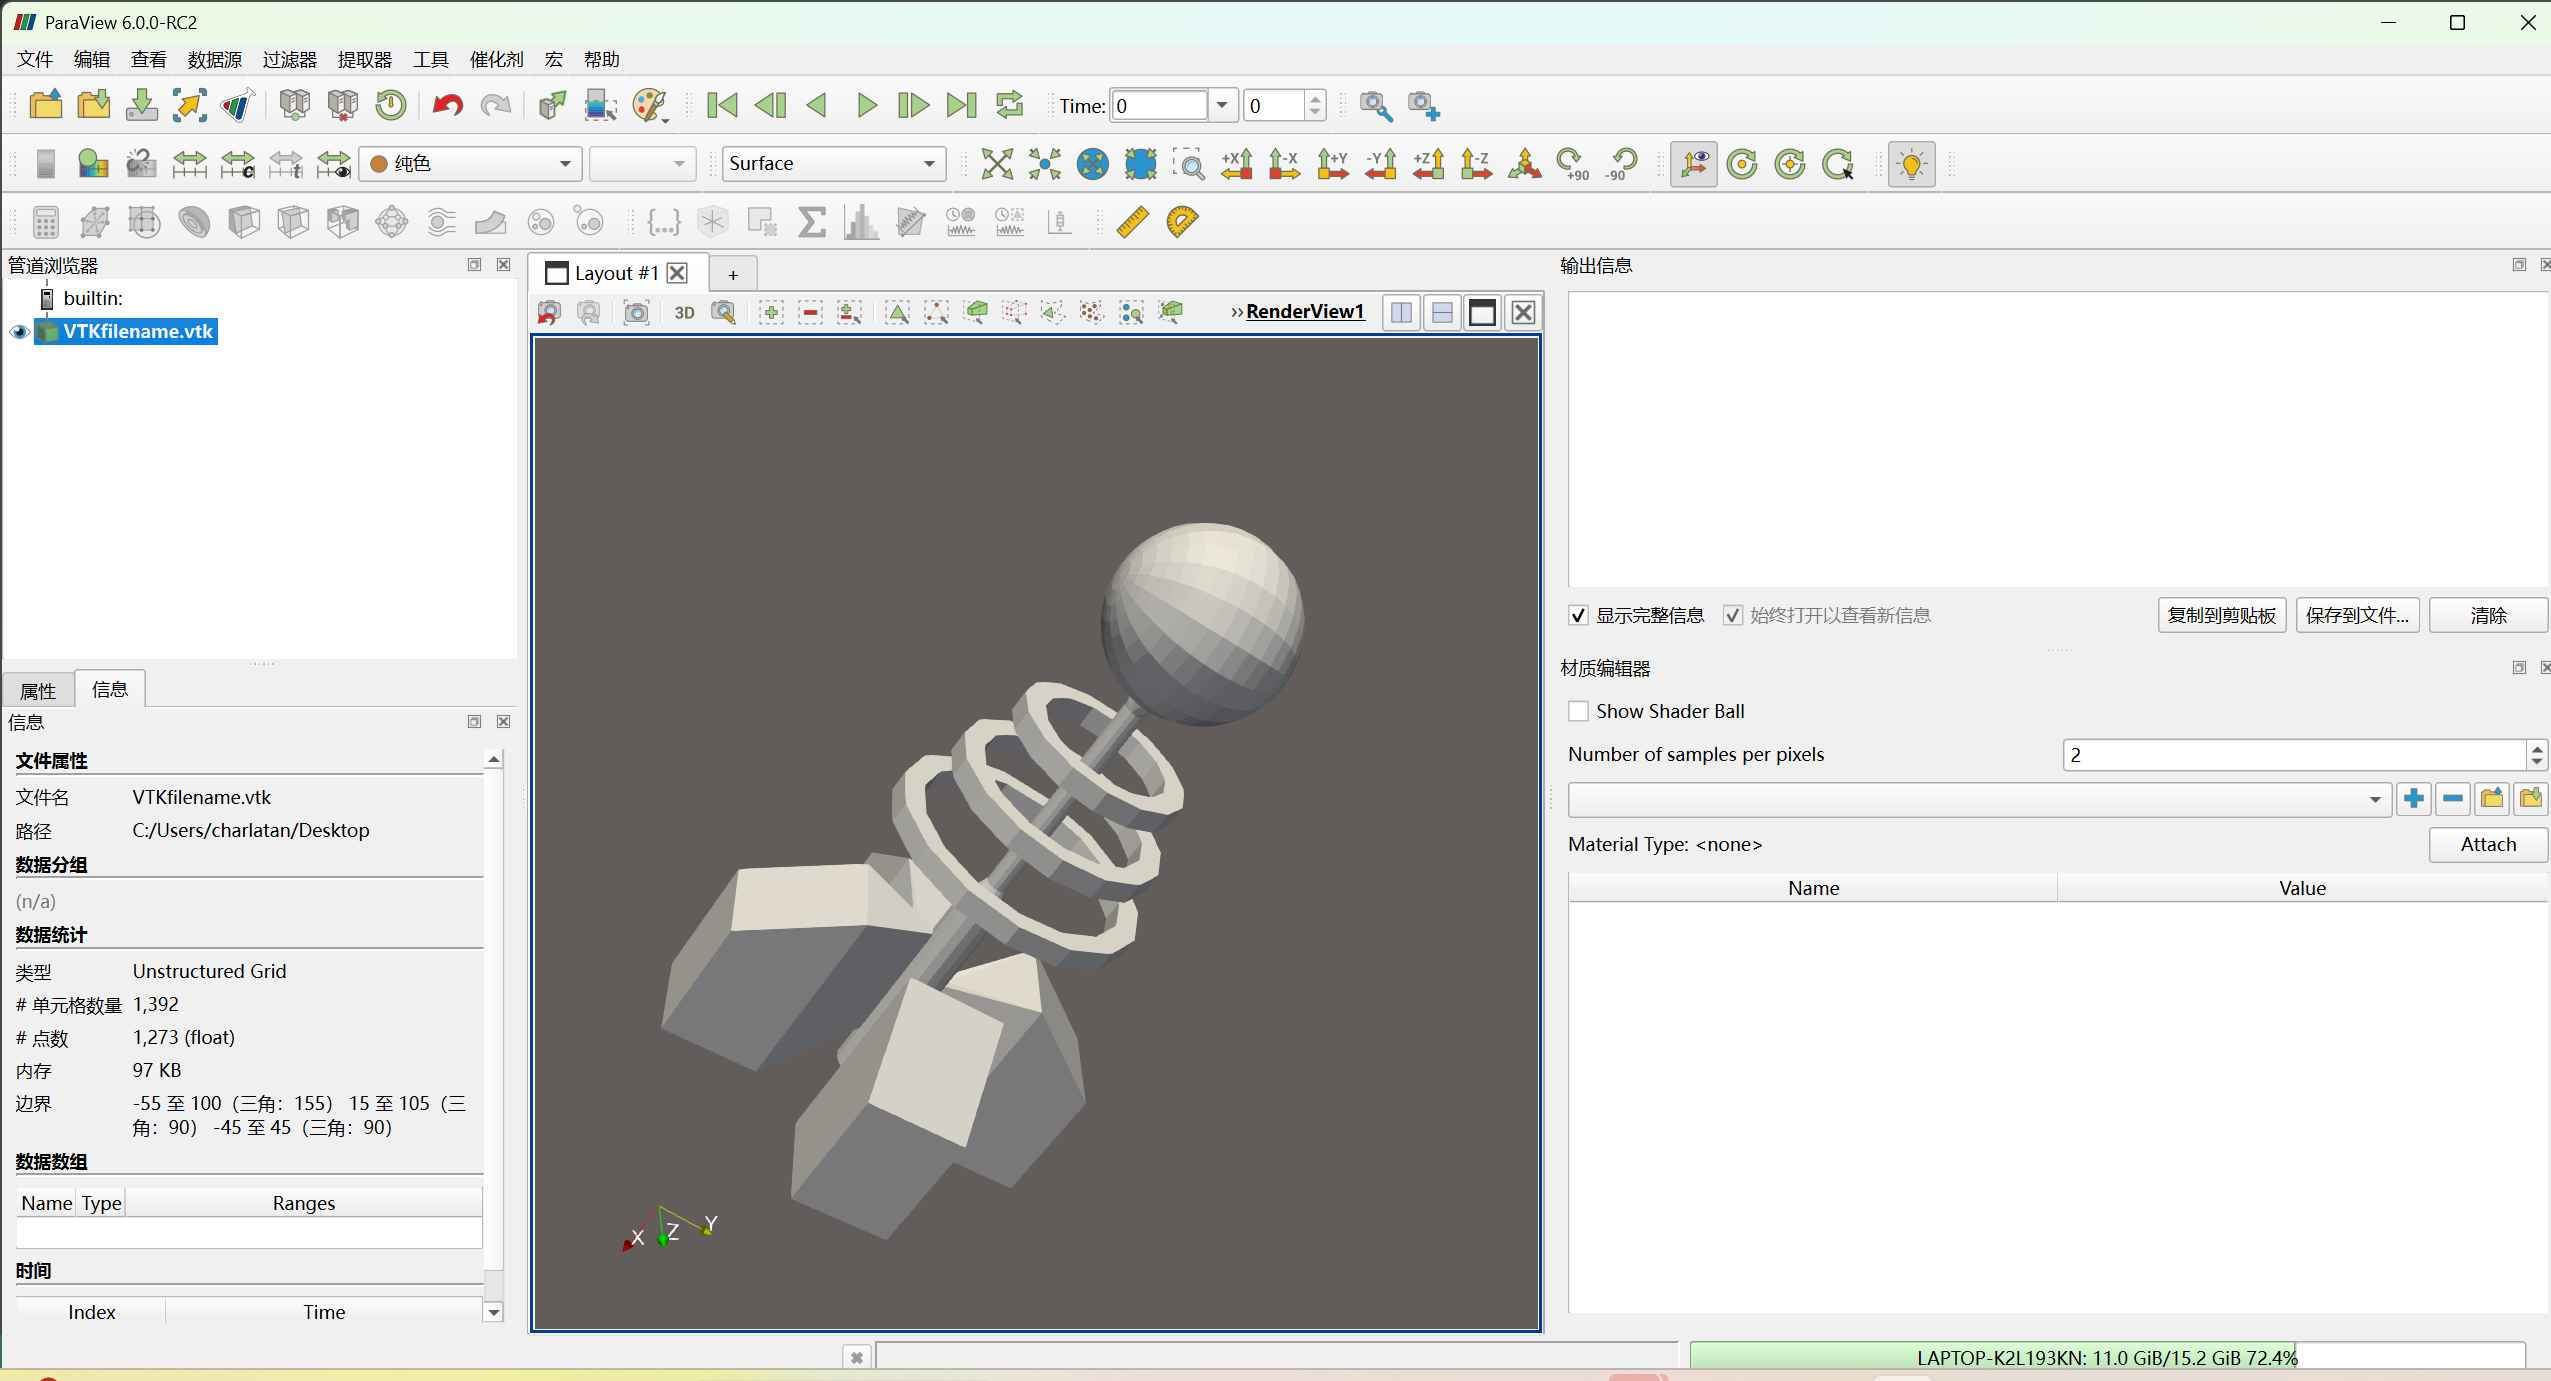 ParaView 6.0.0-RC2
文件 编辑 查看 数据源 过滤器 提取器 工具 催化剂 宏 帮助
Time: 0 0
纯色 Surface +X -X +Y -Y +Z -Z +90 -90
管道浏览器
builtin:
VTKfilename.vtk
属性 信息
信息
文件属性
文件名 VTKfilename.vtk
路径 C:/Users/charlatan/Desktop
数据分组
(n/a)
数据统计
类型 Unstructured Grid
# 单元格数量 1,392
# 点数 1,273 (float)
内存 97 KB
边界 -55 至 100（三角：155） 15 至 105（三
角：90） -45 至 45（三角：90）
数据数组
Name Type Ranges
时间
Index Time
Layout #1 +
3D ››RenderView1
X Z Y
输出信息
显示完整信息 始终打开以查看新信息 复制到剪贴板 保存到文件... 清除
材质编辑器
Show Shader Ball
Number of samples per pixels 2
Material Type: <none> Attach
Name Value
LAPTOP-K2L193KN: 11.0 GiB/15.2 GiB 72.4%